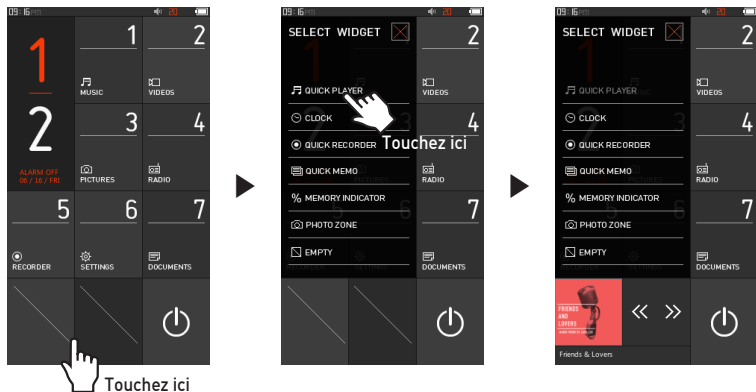 09:16pm 20
1 1 2
MUSIC VIDEOS
2 3 4
ALARM OFF
06 / 16 / FRI
PICTURES RADIO
5 6 7
RECORDER SETTINGS DOCUMENTS
Touchez ici
09:16pm 20
SELECT WIDGET 2
QUICK PLAYER VIDEOS
CLOCK 4
QUICK RECORDER Touchez ici
QUICK MEMO RADIO
% MEMORY INDICATOR 7
PHOTO ZONE
EMPTY DOCUMENTS
09:16pm 20
SELECT WIDGET 2
QUICK PLAYER VIDEOS
CLOCK 4
QUICK RECORDER
QUICK MEMO RADIO
% MEMORY INDICATOR 7
PHOTO ZONE
EMPTY DOCUMENTS
FRIENDS
AND
LOVERS
Friends & Lovers